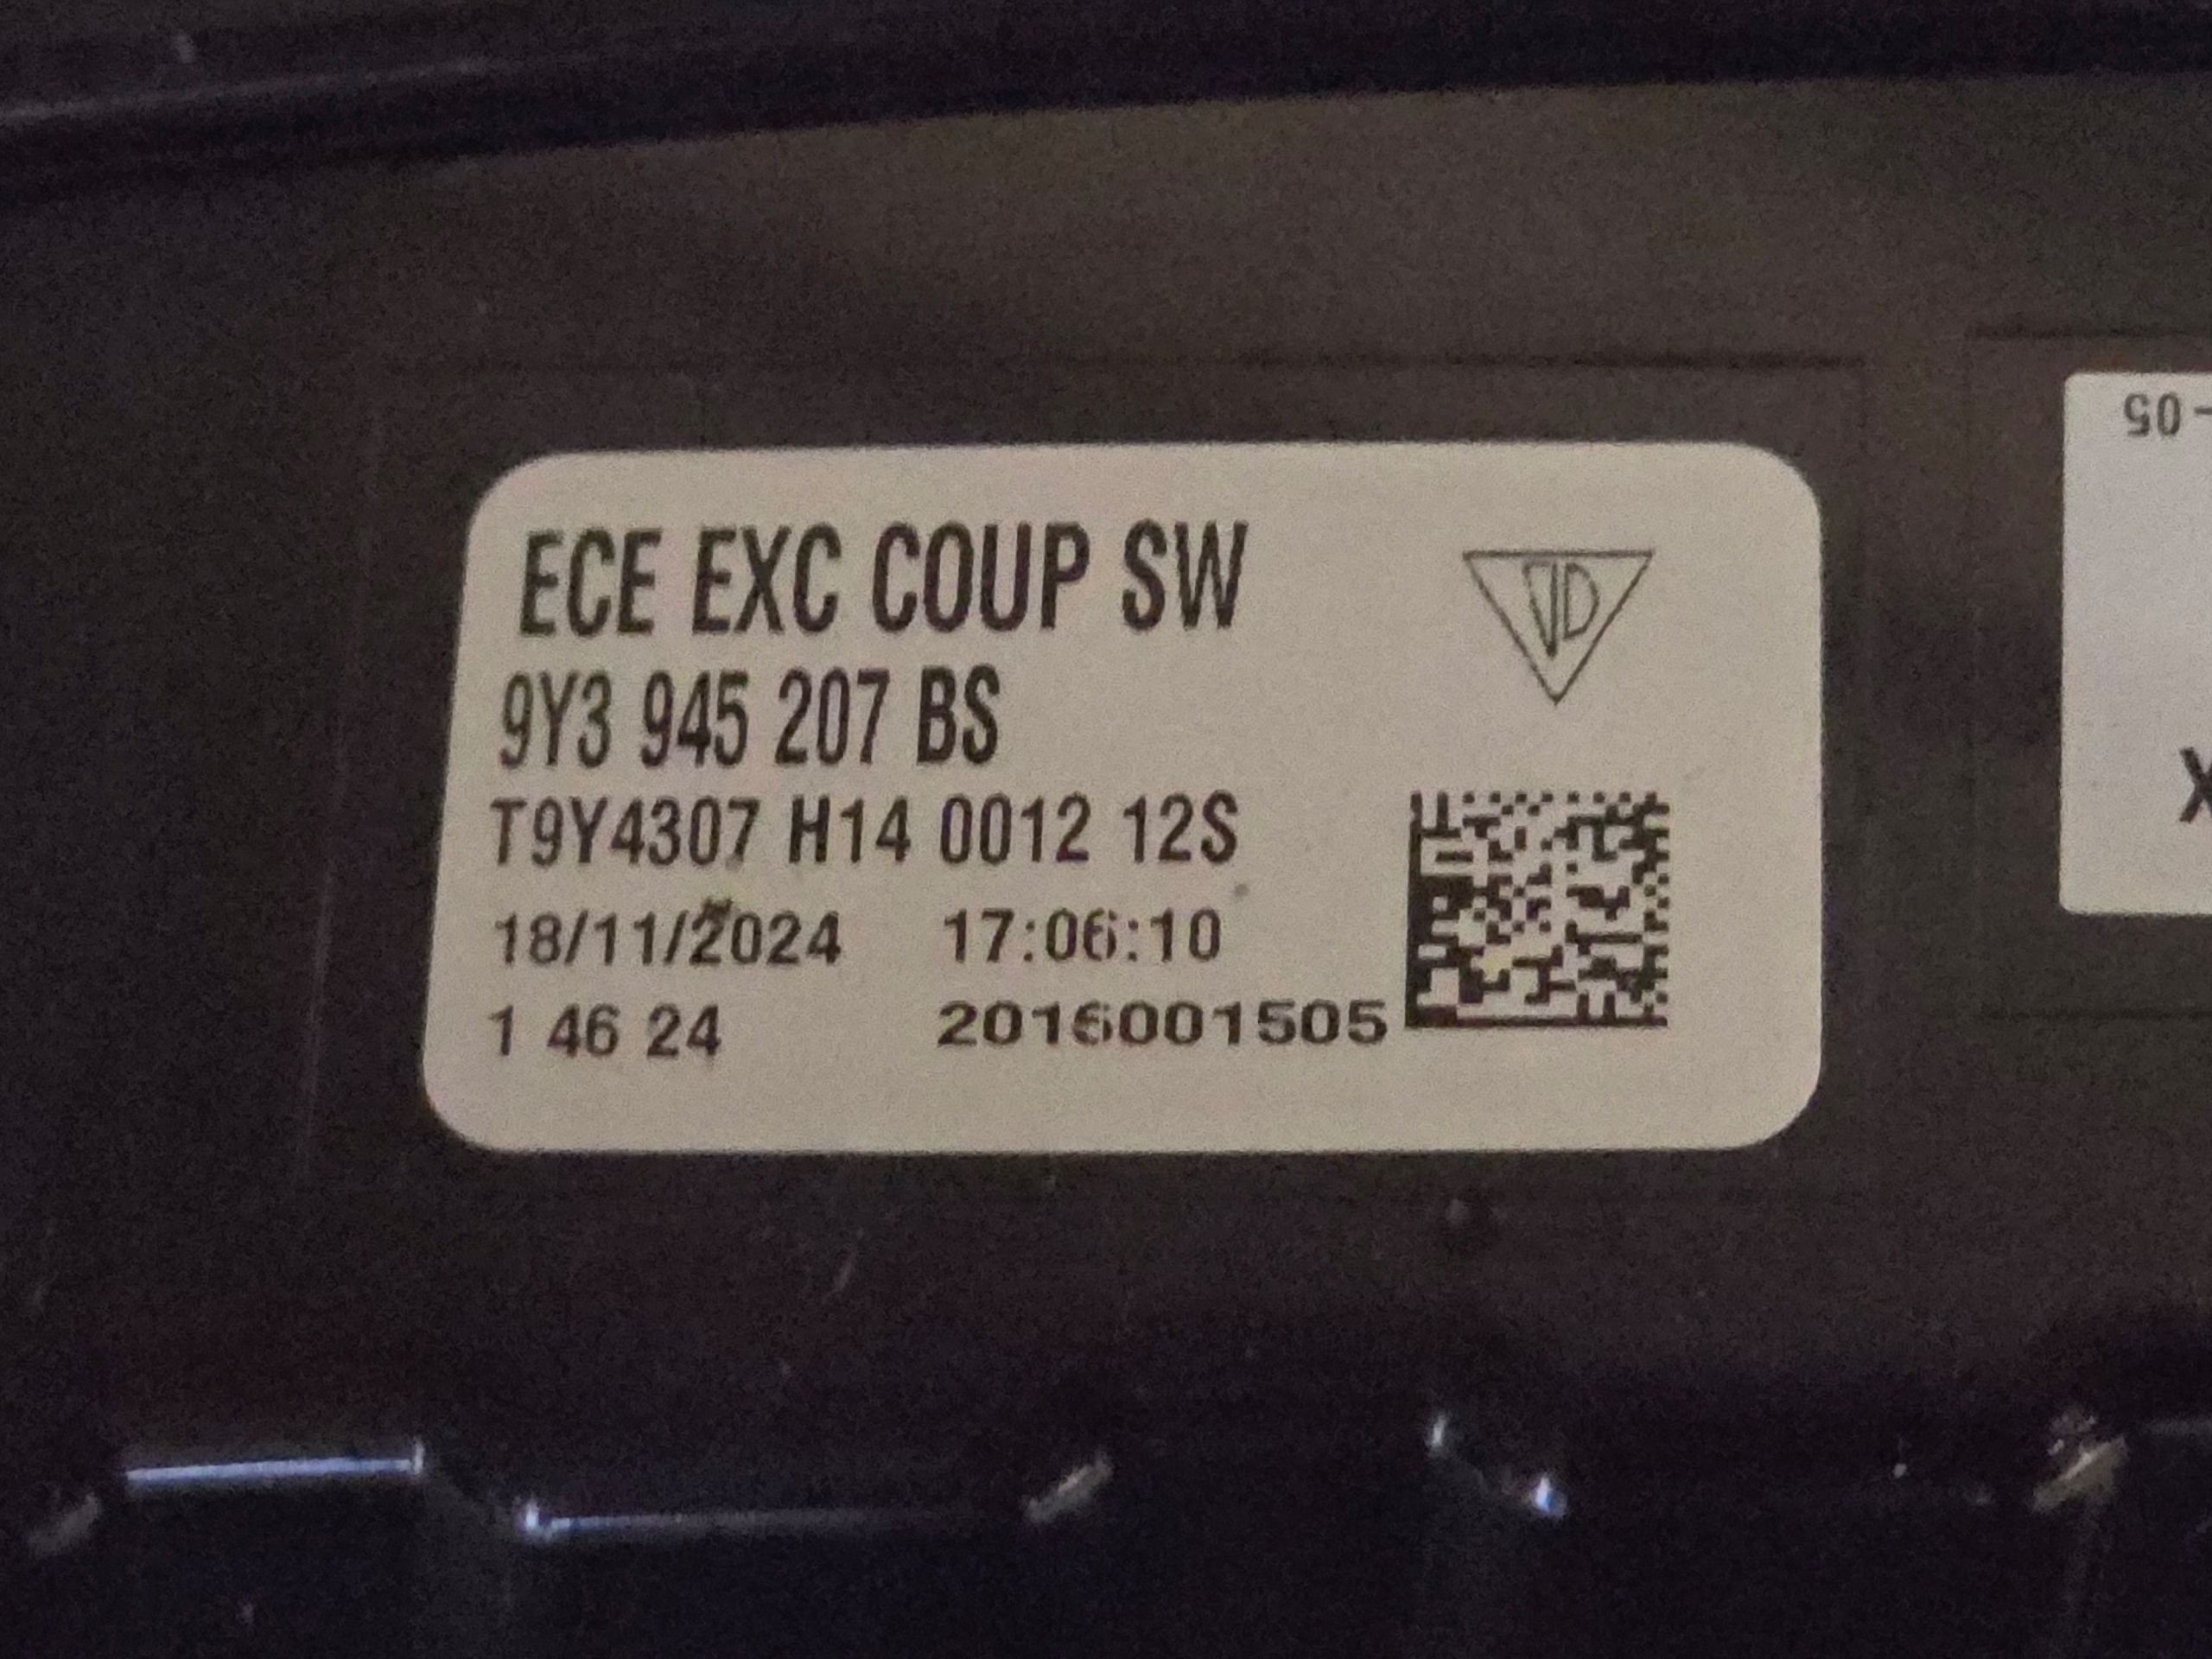 ECE EXC COUP SW
9Y3 945 207 BS
T9Y4307 H14 0012 12S
18/11/2024 17:06:10
1 46 24 2016001505
-05
X